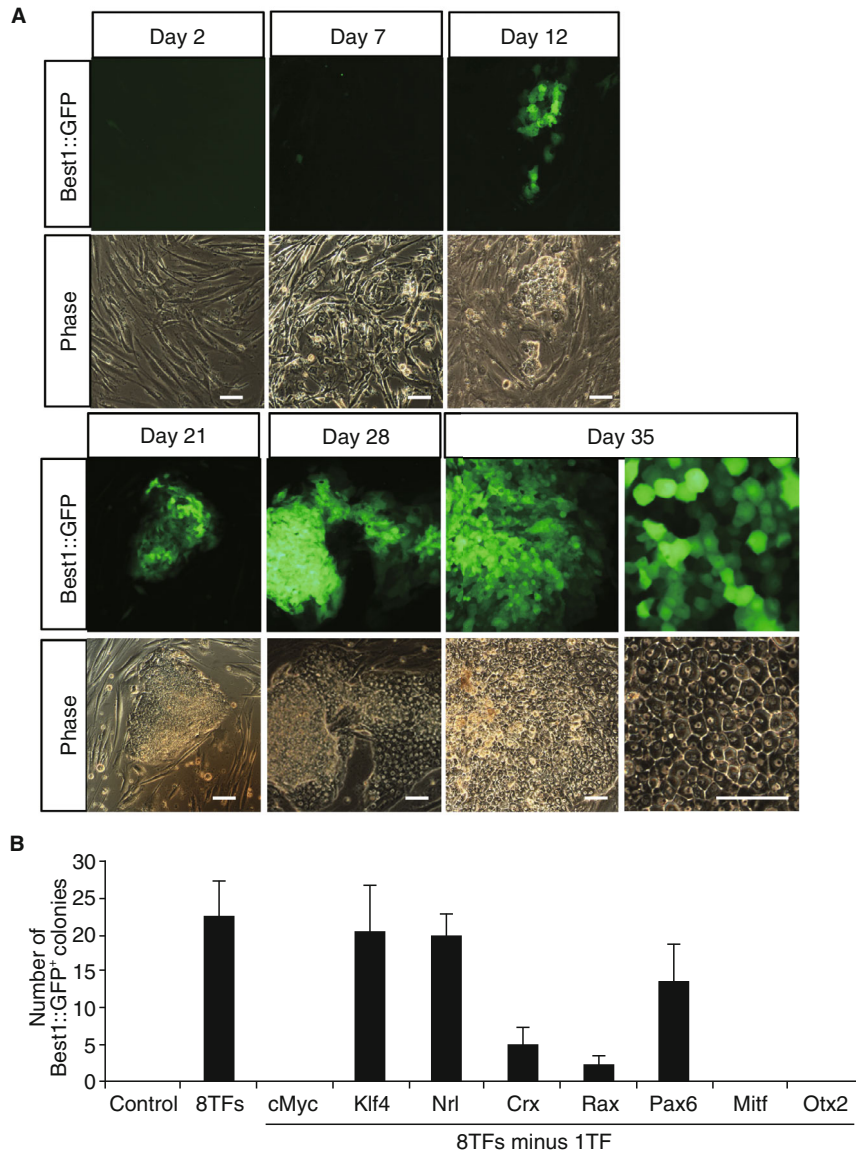 A
Day 2 Day 7 Day 12
Best1::GFP
Phase
Day 21 Day 28 Day 35
Best1::GFP
Phase
B
Number of
Best1::GFP⁺ colonies
30
25
20
15
10
5
0
Control 8TFs cMyc Klf4 Nrl Crx Rax Pax6 Mitf Otx2
8TFs minus 1TF